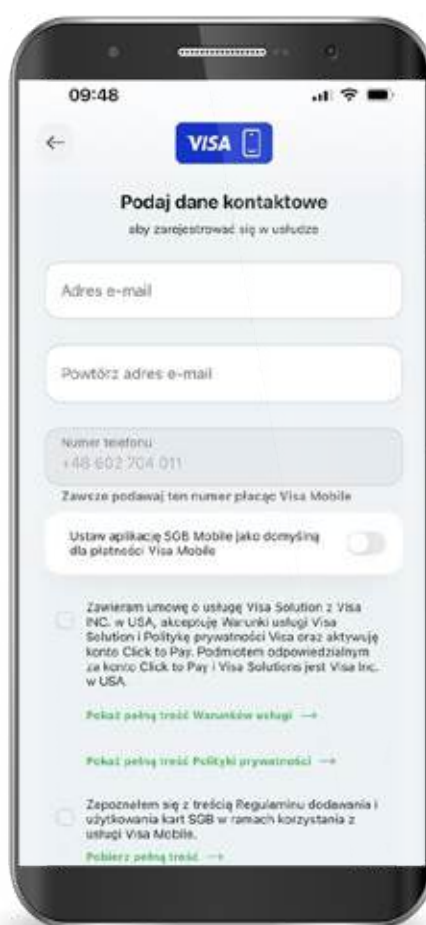 09:48
VISA
Podaj dane kontaktowe
aby zarejestrować się w usłudze
Adres e-mail
Powtórz adres e-mail
Numer telefonu
+48 602 704 011
Zawsze podawaj ten numer płacąc Visa Mobile
Ustaw aplikację SGB Mobile jako domyślną
dla płatności Visa Mobile
Zawieram umowę o usługę Visa Solution z Visa
INC. w USA, akceptuję Warunki usługi Visa
Solution i Politykę prywatności Visa oraz aktywuję
konto Click to Pay. Podmiotem odpowiedzialnym
za konto Click to Pay i Visa Solutions jest Visa Inc.
w USA
Pokaż pełną treść Warunków usługi →
Pokaż pełną treść Polityki prywatności →
Zapoznałem się z treścią Regulaminu dodawania i
użytkowania kart SGB w ramach korzystania z
usługi Visa Mobile.
Pobierz pełną treść →